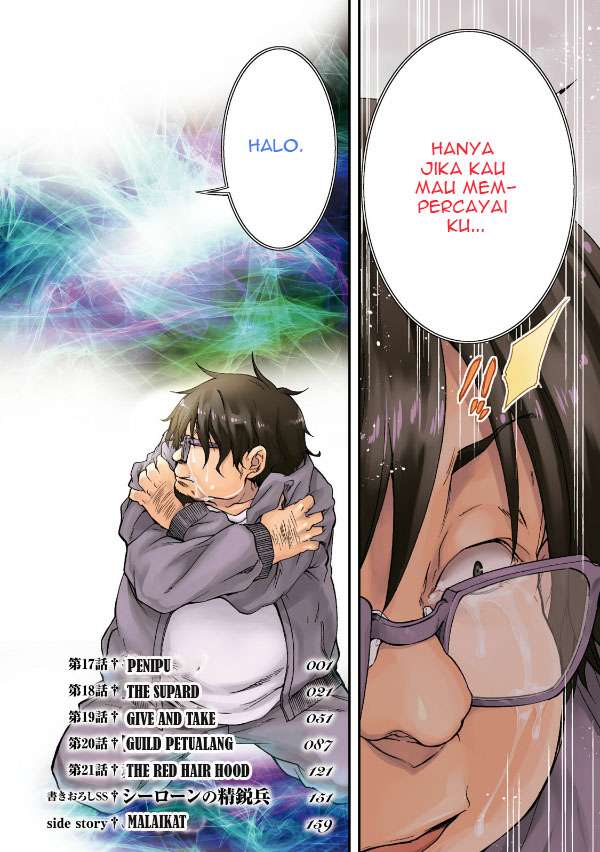 HANYA
JIKA KAU
MAU MEM-
PERCAYAI
KU...
!!
HALO.
第17話† PENIPU 001
第18話† THE SUPARD 021
第19話† GIVE AND TAKE 051
第20話† GUILD PETUALANG 087
第21話† THE RED HAIR HOOD 121
書きおろしSS† シーローンの精鋭兵 151
side story† MALAIKAT 159